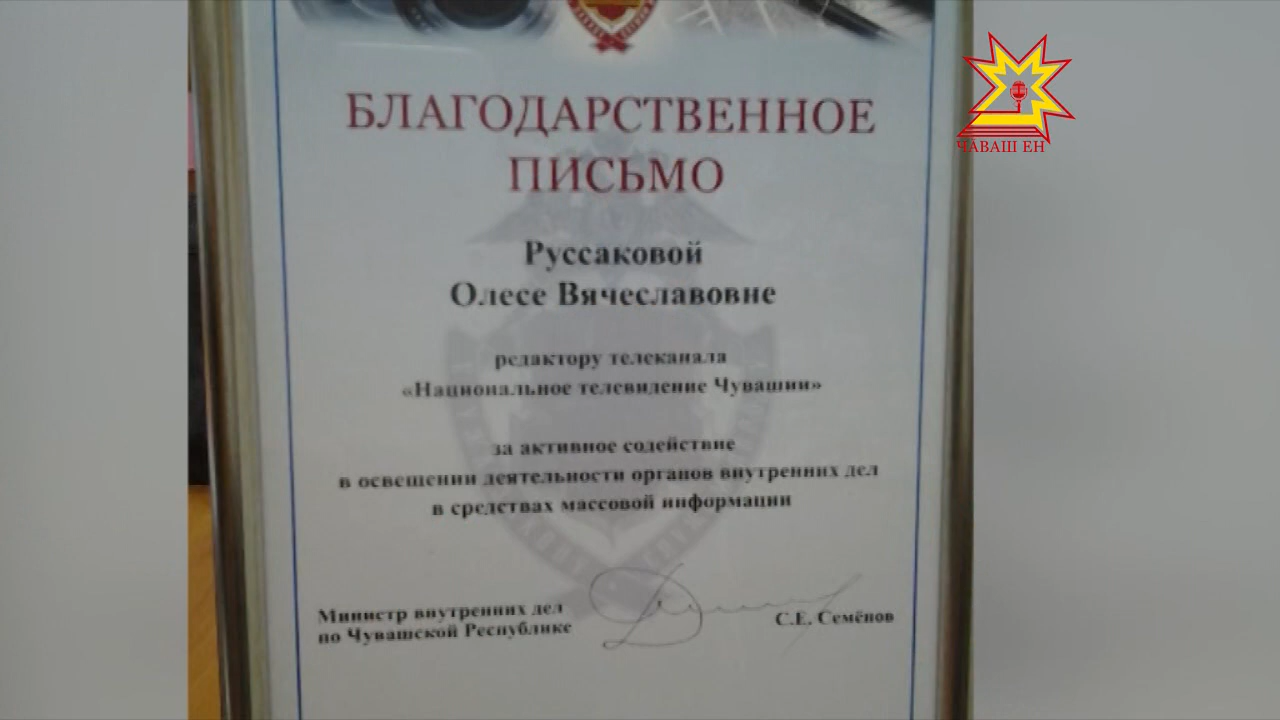 БЛАГОДАРСТВЕННОЕ
ПИСЬМО
Руссаковой
Олесе Вячеславовне
редактору телеканала
«Национальное телевидение Чувашии»
за активное содействие
в освещении деятельности органов внутренних дел
в средствах массовой информации
Министр внутренних дел
по Чувашской Республике
С.Е. Семёнов
ЧӐВАШ ЕН